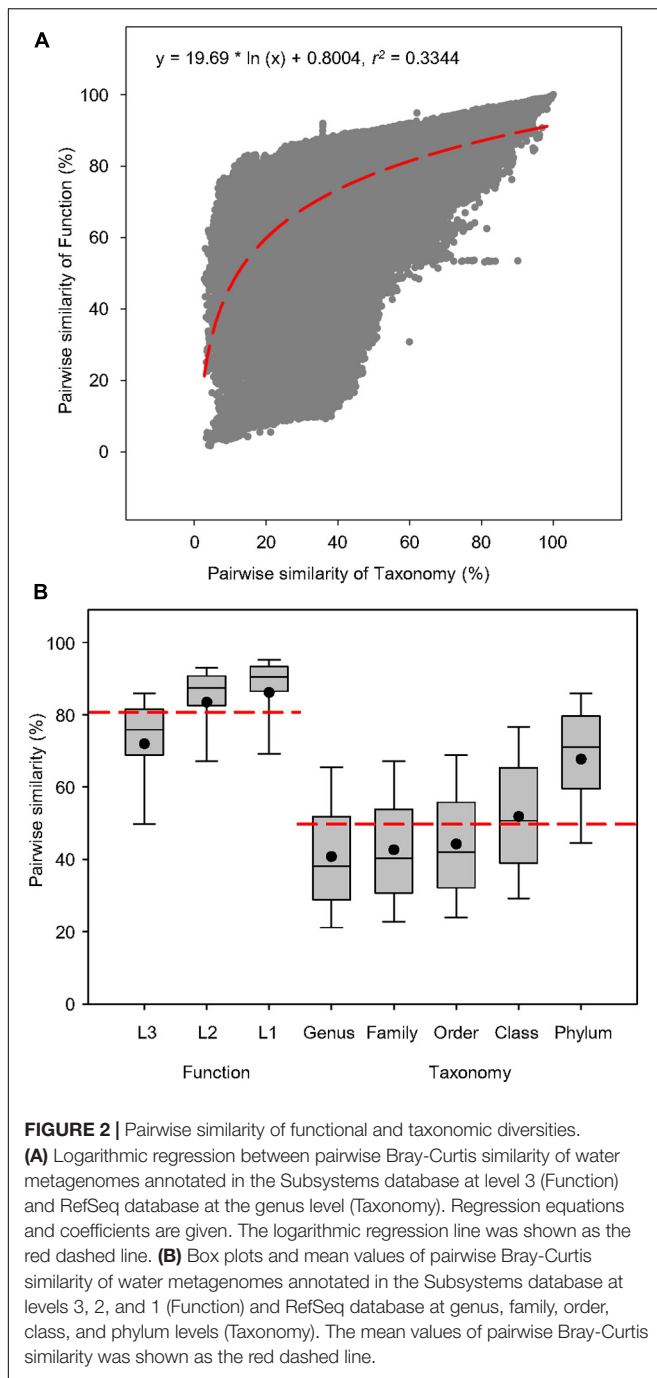 A
y = 19.69 * ln (x) + 0.8004, r² = 0.3344
Pairwise similarity of Function (%)
100
80
60
40
20
0
0 20 40 60 80 100
Pairwise similarity of Taxonomy (%)
B
Pairwise similarity (%)
100
80
60
40
20
0
L3 L2 L1 Genus Family Order Class Phylum
Function Taxonomy
FIGURE 2 | Pairwise similarity of functional and taxonomic diversities.
(A) Logarithmic regression between pairwise Bray-Curtis similarity of water
metagenomes annotated in the Subsystems database at level 3 (Function)
and RefSeq database at the genus level (Taxonomy). Regression equations
and coefficients are given. The logarithmic regression line was shown as the
red dashed line. (B) Box plots and mean values of pairwise Bray-Curtis
similarity of water metagenomes annotated in the Subsystems database at
levels 3, 2, and 1 (Function) and RefSeq database at genus, family, order,
class, and phylum levels (Taxonomy). The mean values of pairwise Bray-Curtis
similarity was shown as the red dashed line.